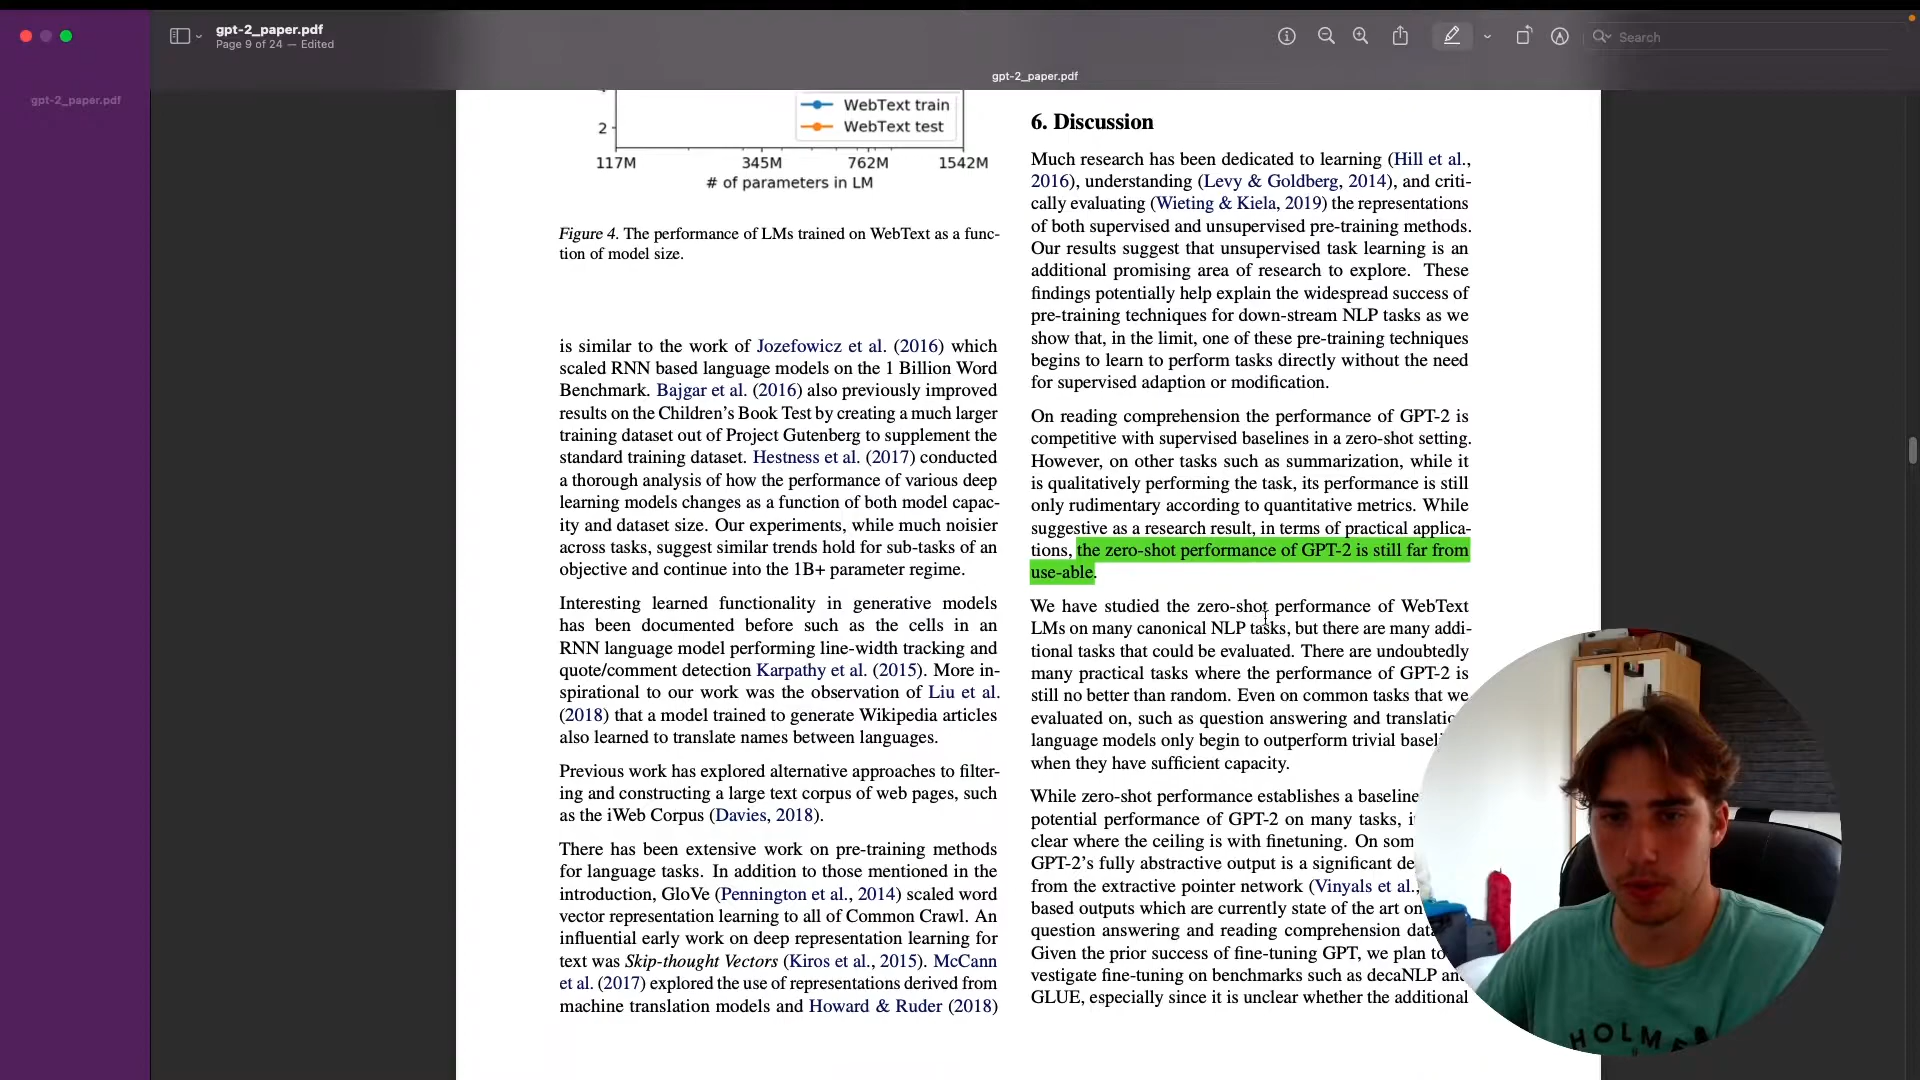 gpt-2_paper.pdf
Page 9 of 24 — Edited
Search
gpt-2_paper.pdf
gpt-2_paper.pdf
WebText train
WebText test
2
117M 345M 762M 1542M
# of parameters in LM
Figure 4. The performance of LMs trained on WebText as a func-
tion of model size.
is similar to the work of Jozefowicz et al. (2016) which
scaled RNN based language models on the 1 Billion Word
Benchmark. Bajgar et al. (2016) also previously improved
results on the Children's Book Test by creating a much larger
training dataset out of Project Gutenberg to supplement the
standard training dataset. Hestness et al. (2017) conducted
a thorough analysis of how the performance of various deep
learning models changes as a function of both model capac-
ity and dataset size. Our experiments, while much noisier
across tasks, suggest similar trends hold for sub-tasks of an
objective and continue into the 1B+ parameter regime.
Interesting learned functionality in generative models
has been documented before such as the cells in an
RNN language model performing line-width tracking and
quote/comment detection Karpathy et al. (2015). More in-
spirational to our work was the observation of Liu et al.
(2018) that a model trained to generate Wikipedia articles
also learned to translate names between languages.
Previous work has explored alternative approaches to filter-
ing and constructing a large text corpus of web pages, such
as the iWeb Corpus (Davies, 2018).
There has been extensive work on pre-training methods
for language tasks. In addition to those mentioned in the
introduction, GloVe (Pennington et al., 2014) scaled word
vector representation learning to all of Common Crawl. An
influential early work on deep representation learning for
text was Skip-thought Vectors (Kiros et al., 2015). McCann
et al. (2017) explored the use of representations derived from
machine translation models and Howard & Ruder (2018)
6. Discussion
Much research has been dedicated to learning (Hill et al.,
2016), understanding (Levy & Goldberg, 2014), and criti-
cally evaluating (Wieting & Kiela, 2019) the representations
of both supervised and unsupervised pre-training methods.
Our results suggest that unsupervised task learning is an
additional promising area of research to explore. These
findings potentially help explain the widespread success of
pre-training techniques for down-stream NLP tasks as we
show that, in the limit, one of these pre-training techniques
begins to learn to perform tasks directly without the need
for supervised adaption or modification.
On reading comprehension the performance of GPT-2 is
competitive with supervised baselines in a zero-shot setting.
However, on other tasks such as summarization, while it
is qualitatively performing the task, its performance is still
only rudimentary according to quantitative metrics. While
suggestive as a research result, in terms of practical applica-
tions, the zero-shot performance of GPT-2 is still far from
use-able.
We have studied the zero-shot performance of WebText
LMs on many canonical NLP tasks, but there are many addi-
tional tasks that could be evaluated. There are undoubtedly
many practical tasks where the performance of GPT-2 is
still no better than random. Even on common tasks that we
evaluated on, such as question answering and translatio
language models only begin to outperform trivial baseli
when they have sufficient capacity.
While zero-shot performance establishes a baseline
potential performance of GPT-2 on many tasks, i
clear where the ceiling is with finetuning. On som
GPT-2's fully abstractive output is a significant de
from the extractive pointer network (Vinyals et al.,
based outputs which are currently state of the art on
question answering and reading comprehension dat
Given the prior success of fine-tuning GPT, we plan to
vestigate fine-tuning on benchmarks such as decaNLP an
GLUE, especially since it is unclear whether the additional
HOLME